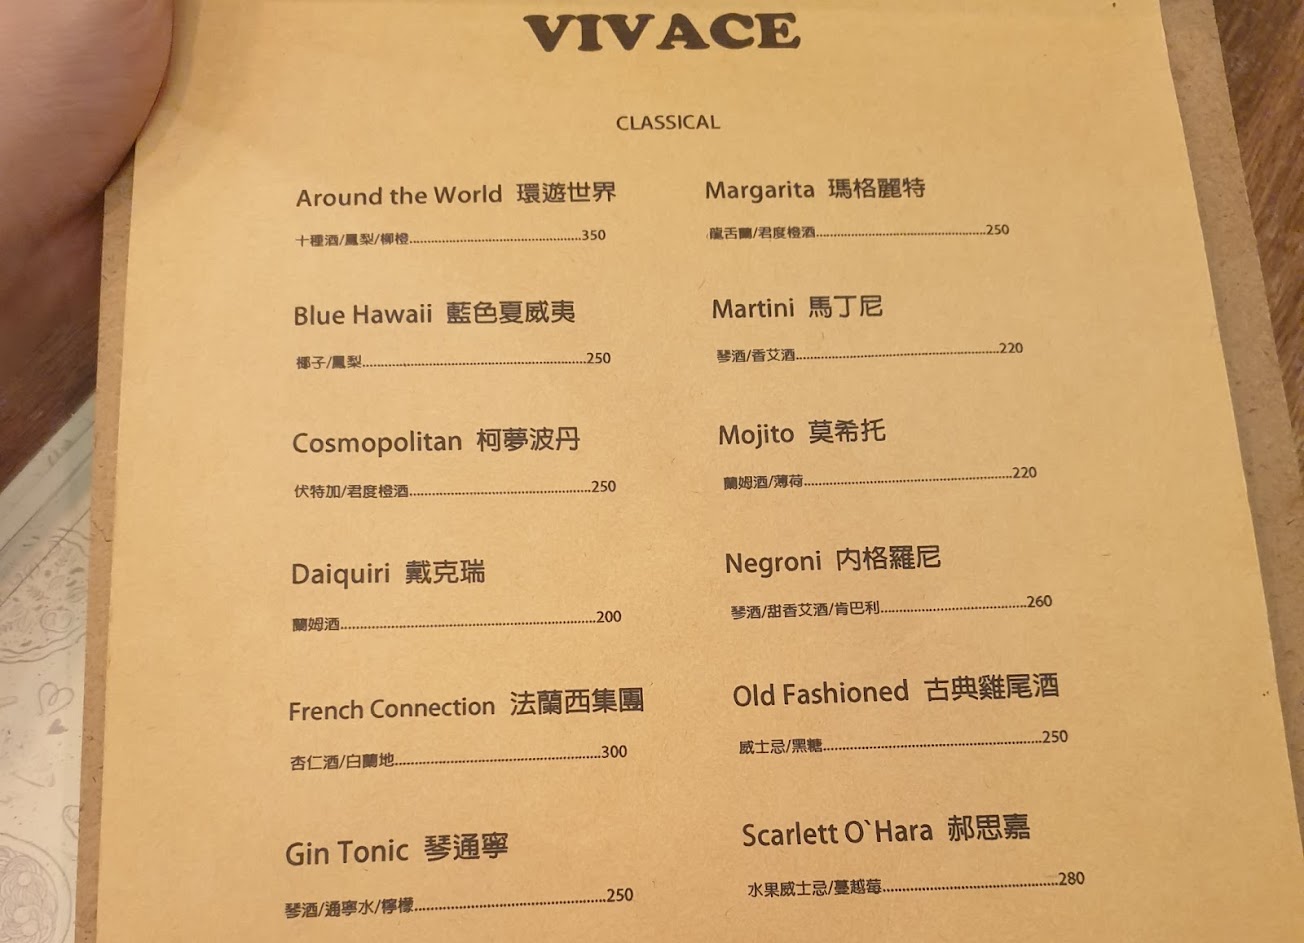 VIVACE
CLASSICAL
Around the World 環遊世界
十種酒/鳳梨/柳橙........................................350
Blue Hawaii 藍色夏威夷
椰子/鳳梨........................................250
Cosmopolitan 柯夢波丹
伏特加/君度橙酒........................................250
Daiquiri 戴克瑞
蘭姆酒........................................200
French Connection 法蘭西集團
杏仁酒/白蘭地........................................300
Gin Tonic 琴通寧
琴酒/通寧水/檸檬........................................250
Margarita 瑪格麗特
龍舌蘭/君度橙酒........................................250
Martini 馬丁尼
琴酒/香艾酒........................................220
Mojito 莫希托
蘭姆酒/薄荷........................................220
Negroni 內格羅尼
琴酒/甜香艾酒/肯巴利........................................260
Old Fashioned 古典雞尾酒
威士忌/黑糖........................................250
Scarlett O`Hara 郝思嘉
水果威士忌/蔓越莓........................................280